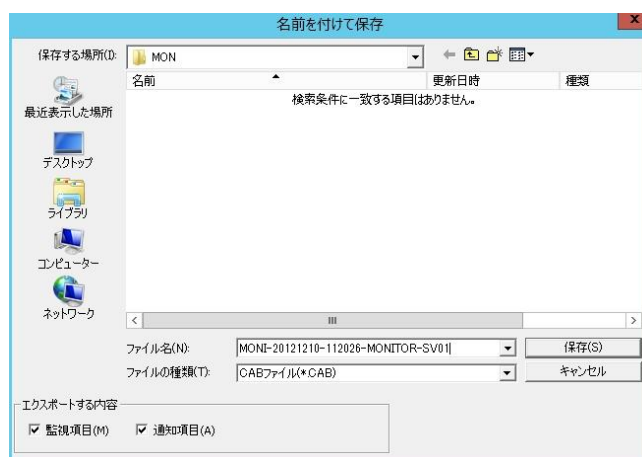 名前を付けて保存
x
保存する場所(I):
MON
名前
更新日時
種類
検索条件に一致する項目はありません。
最近表示した場所
デスクトップ
ライブラリ
コンピューター
ネットワーク
ファイル名(N):
MONI-20121210-112026-MONITOR-SV01
保存(S)
ファイルの種類(T):
CABファイル(*.CAB)
キャンセル
エクスポートする内容
監視項目(M)
通知項目(A)